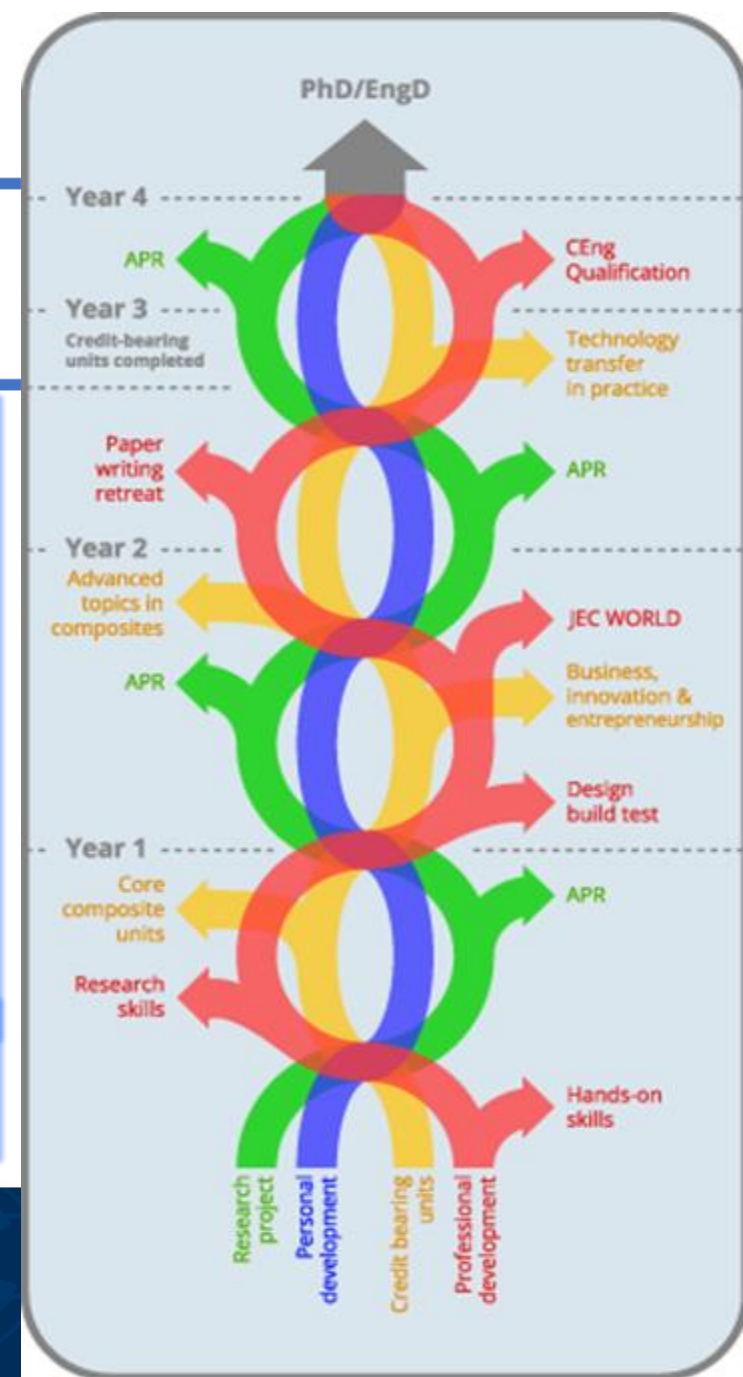 PhD/EngD
Year 4
APR
CEng
Qualification
Year 3
Credit-bearing
units completed
Technology
transfer
in practice
Paper
writing
retreat
APR
Year 2
Advanced
topics in
composites
JEC WORLD
APR
Business,
innovation &
entrepreneurship
Design
build test
Year 1
Core
composite
units
APR
Research
skills
Hands-on
skills
Research
project
Personal
development
Credit bearing
units
Professional
development